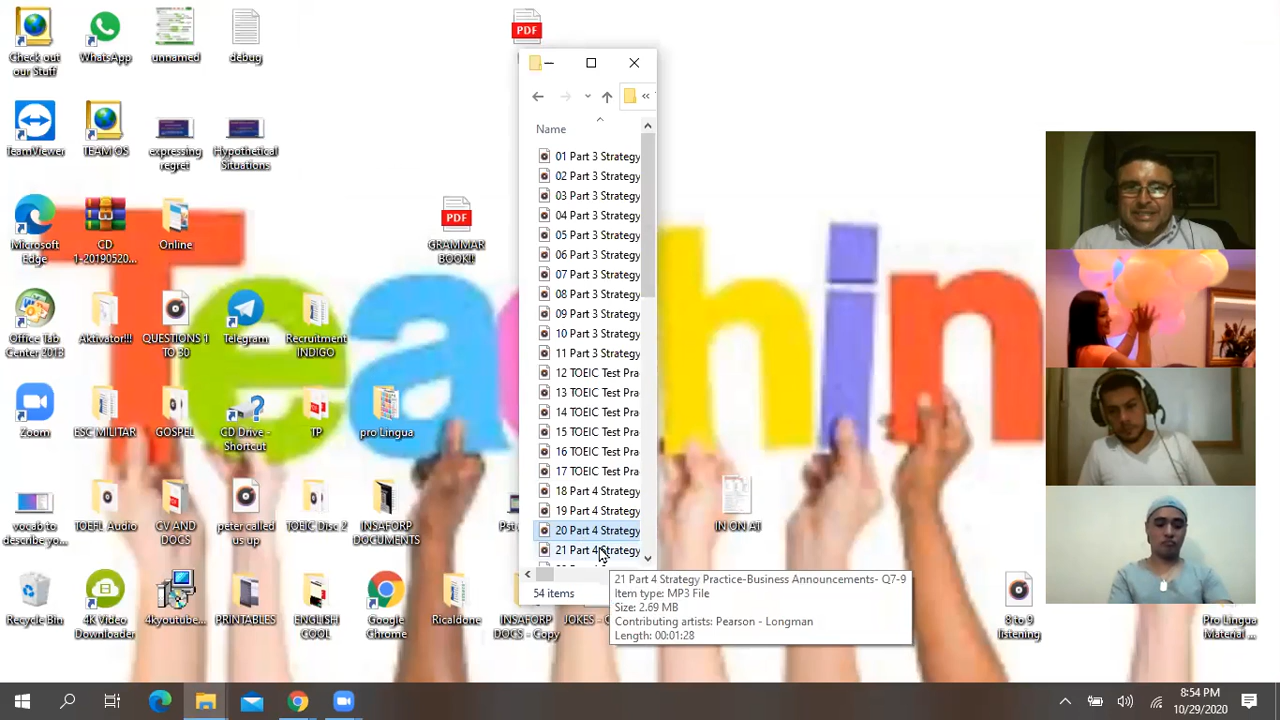 Check out
our Stuff
WhatsApp
unnamed
debug
PDF
TeamViewer
TEAM OS
expressing
regret
Hypothetical
Situations
Microsoft
Edge
CD
1-20190520...
Online
PDF
GRAMMAR
BOOK!!
Office Tab
Center 2013
Aktivator!!!
QUESTIONS 1
TO 30
Telegram
Recruitment
INDIGO
Zoom
ESC MILITAR
GOSPEL
CD Drive -
Shortcut
TP
pro Lingua
vocab to
describe yo...
TOEFL Audio
CV AND
DOCS
peter called
us up
TOEIC Disc 2
INSAFORP
DOCUMENTS
IN ON AT
Recycle Bin
4K Video
Downloader
4kyoutube...
PRINTABLES
ENGLISH
COOL
Google
Chrome
Ricaldone
INSAFORP
DOCS - Copy
8 to 9
listening
Pro Lingua
Material ...
Teachin
«
Name
01 Part 3 Strategy
02 Part 3 Strategy
03 Part 3 Strategy
04 Part 3 Strategy
05 Part 3 Strategy
06 Part 3 Strategy
07 Part 3 Strategy
08 Part 3 Strategy
09 Part 3 Strategy
10 Part 3 Strategy
11 Part 3 Strategy
12 TOEIC Test Pra
13 TOEIC Test Pra
14 TOEIC Test Pra
15 TOEIC Test Pra
16 TOEIC Test Pra
17 TOEIC Test Pra
18 Part 4 Strategy
19 Part 4 Strategy
20 Part 4 Strategy
21 Part 4 Strategy
54 items
21 Part 4 Strategy Practice-Business Announcements- Q7-9
Item type: MP3 File
Size: 2.69 MB
Contributing artists: Pearson - Longman
Length: 00:01:28
8:54 PM
10/29/2020